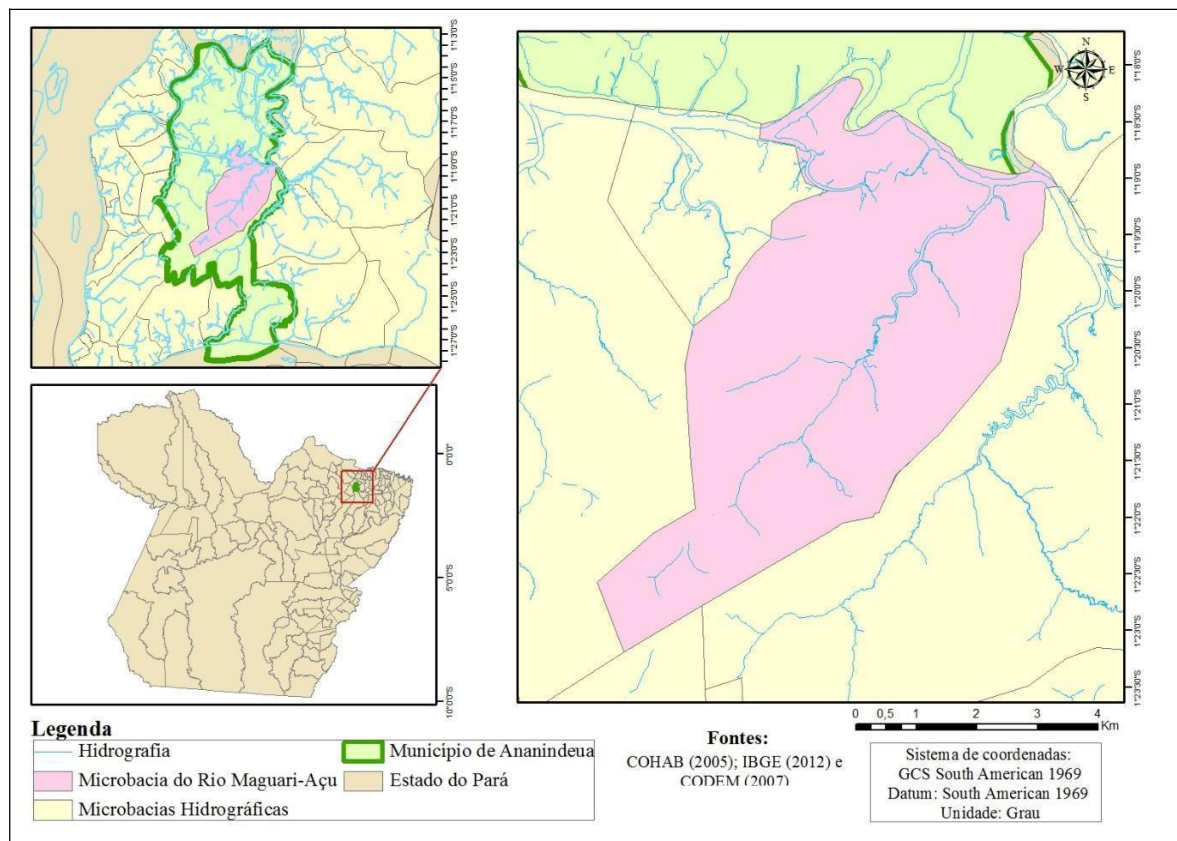 1°13'0"S
1°15'0"S
1°17'0"S
1°19'0"S
1°21'0"S
1°23'0"S
1°25'0"S
1°27'0"S
N
W E
S
1°18'0"S
1°18'30"S
1°19'0"S
1°19'30"S
1°20'0"S
1°20'30"S
1°21'0"S
1°21'30"S
1°22'0"S
1°22'30"S
1°23'0"S
1°23'30"S
0°0'0"
5°0'0"S
10°0'0"S
Legenda
Hidrografia
Microbacia do Rio Maguari-Açu
Microbacias Hidrográficas
Município de Ananindeua
Estado do Pará
Fontes:
COHAB (2005); IBGE (2012) e
CODEM (2007)
0 0,5 1 2 3 4
Km
Sistema de coordenadas:
GCS South American 1969
Datum: South American 1969
Unidade: Grau